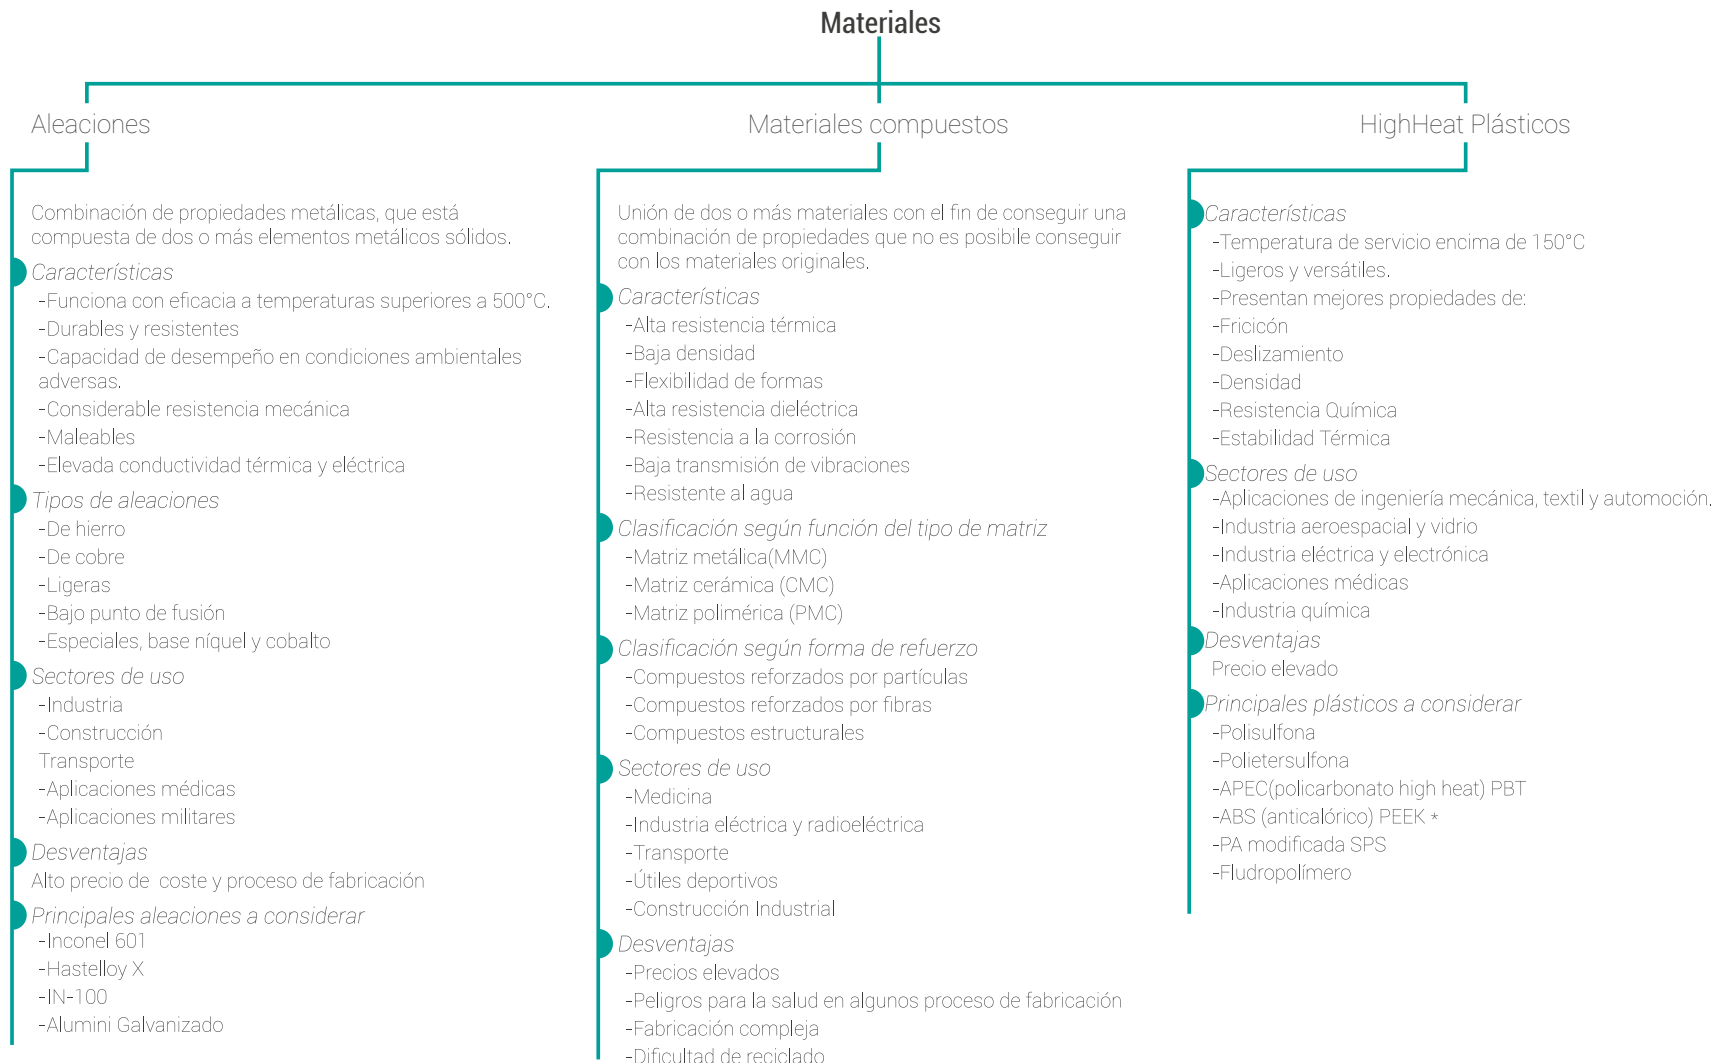 Materiales
Aleaciones
Combinación de propiedades metálicas, que está
compuesta de dos o más elementos metálicos sólidos.
Característícas
-Funciona con eficacia a temperaturas superiores a 500°C.
-Durables y resistentes
-Capacidad de desempeño en condiciones ambientales
adversas.
-Considerable resistencia mecánica
-Maleables
-Elevada conductividad térmica y eléctrica
Tipos de aleaciones
-De hierro
-De cobre
-Ligeras
-Bajo punto de fusión
-Especiales, base níquel y cobalto
Sectores de uso
-Industria
-Construcción
Transporte
-Aplicaciones médicas
-Aplicaciones militares
Desventajas
Alto precio de  coste y proceso de fabricación
Principales aleaciones a considerar
-Inconel 601
-Hastelloy X
-IN-100
-Alumini Galvanizado
Materiales compuestos
Unión de dos o más materiales con el fin de conseguir una
combinación de propiedades que no es posibile conseguir
con los materiales originales.
Característícas
-Alta resistencia térmica
-Baja densidad
-Flexibilidad de formas
-Alta resistencia dieléctrica
-Resistencia a la corrosión
-Baja transmisión de vibraciones
-Resistente al agua
Clasificación según función del tipo de matriz
-Matriz metálica(MMC)
-Matriz cerámica (CMC)
-Matriz polimérica (PMC)
Clasificación según forma de refuerzo
-Compuestos reforzados por partículas
-Compuestos reforzados por fibras
-Compuestos estructurales
Sectores de uso
-Medicina
-Industria eléctrica y radioeléctrica
-Transporte
-Útiles deportivos
-Construcción Industrial
Desventajas
-Precios elevados
-Peligros para la salud en algunos proceso de fabricación
-Fabricación compleja
-Dificultad de reciclado
HighHeat Plásticos
Característícas
-Temperatura de servicio encima de 150°C
-Ligeros y versátiles.
-Presentan mejores propiedades de:
-Fricicón
-Deslizamiento
-Densidad
-Resistencia Química
-Estabilidad Térmica
Sectores de uso
-Aplicaciones de ingeniería mecánica, textil y automoción.
-Industria aeroespacial y vidrio
-Industria eléctrica y electrónica
-Aplicaciones médicas
-Industria química
Desventajas
Precio elevado
Principales plásticos a considerar
-Polisulfona
-Polietersulfona
-APEC(policarbonato high heat) PBT
-ABS (anticalórico) PEEK *
-PA modificada SPS
-Fludropolímero